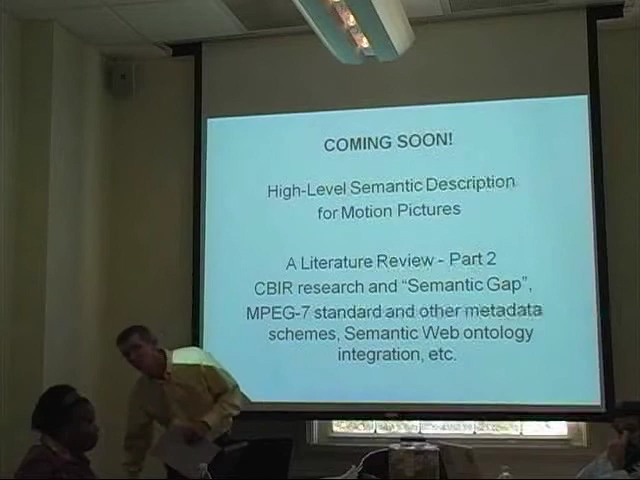 COMING SOON!
High-Level Semantic Description
for Motion Pictures
A Literature Review - Part 2
CBIR research and “Semantic Gap”,
MPEG-7 standard and other metadata
schemes, Semantic Web ontology
integration, etc.